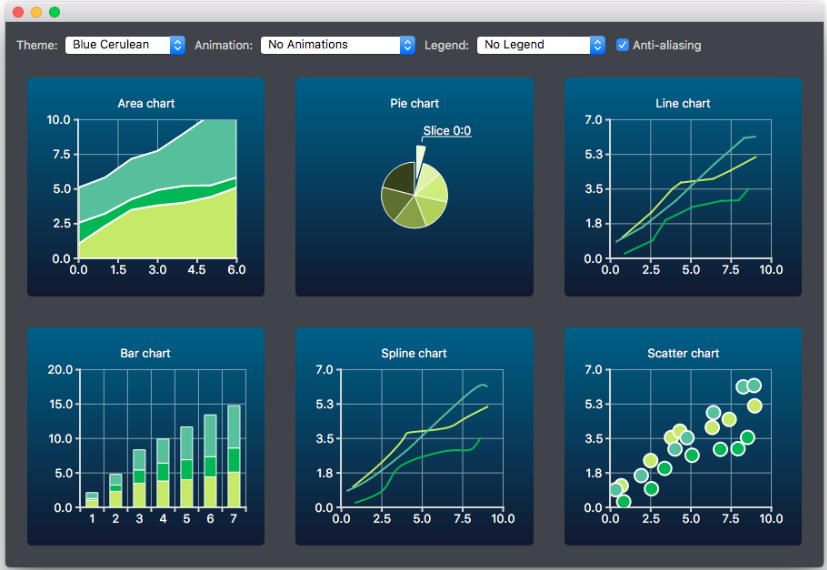 Theme: Blue Cerulean Animation: No Animations Legend: No Legend Anti-aliasing
Area chart
10.0
7.5
5.0
2.5
0.0
0.0 1.5 3.0 4.5 6.0
Pie chart
Slice 0:0
Line chart
7.0
5.3
3.5
1.8
0.0
0.0 2.5 5.0 7.5 10.0
Bar chart
20.0
15.0
10.0
5.0
0.0
1 2 3 4 5 6 7
Spline chart
7.0
5.3
3.5
1.8
0.0
0.0 2.5 5.0 7.5 10.0
Scatter chart
7.0
5.3
3.5
1.8
0.0
0.0 2.5 5.0 7.5 10.0